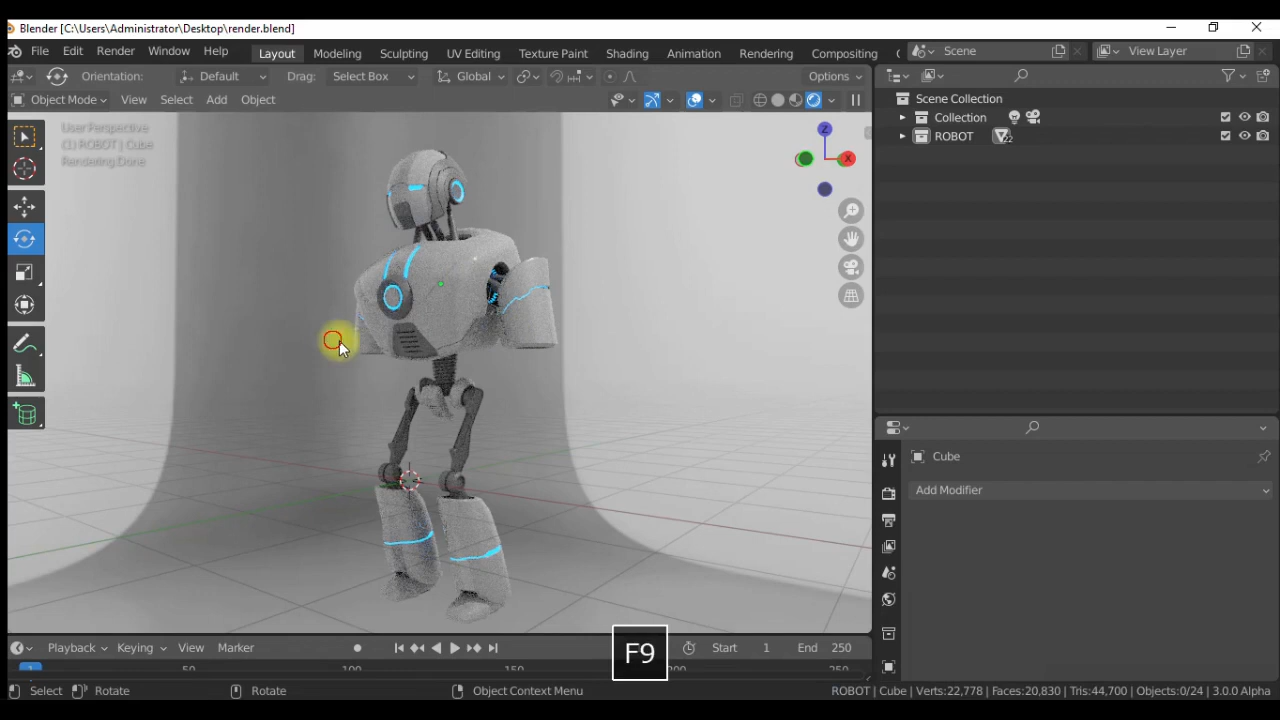 Blender [C:\Users\Administrator\Desktop\render.blend]
File Edit Render Window Help Layout Modeling Sculpting UV Editing Texture Paint Shading Animation Rendering Compositing Scene View Layer
Orientation: Default Drag: Select Box Global Options
Object Mode View Select Add Object
Scene Collection
Collection
ROBOT 22
User Perspective
(1) ROBOT | Cube
Rendering Done
Z
X
Cube
Add Modifier
F9
Playback Keying View Marker Start 1 End 250
1 50 100 150 200 250
Select Rotate Rotate Object Context Menu ROBOT | Cube | Verts:22,778 | Faces:20,830 | Tris:44,700 | Objects:0/24 | 3.0.0 Alpha